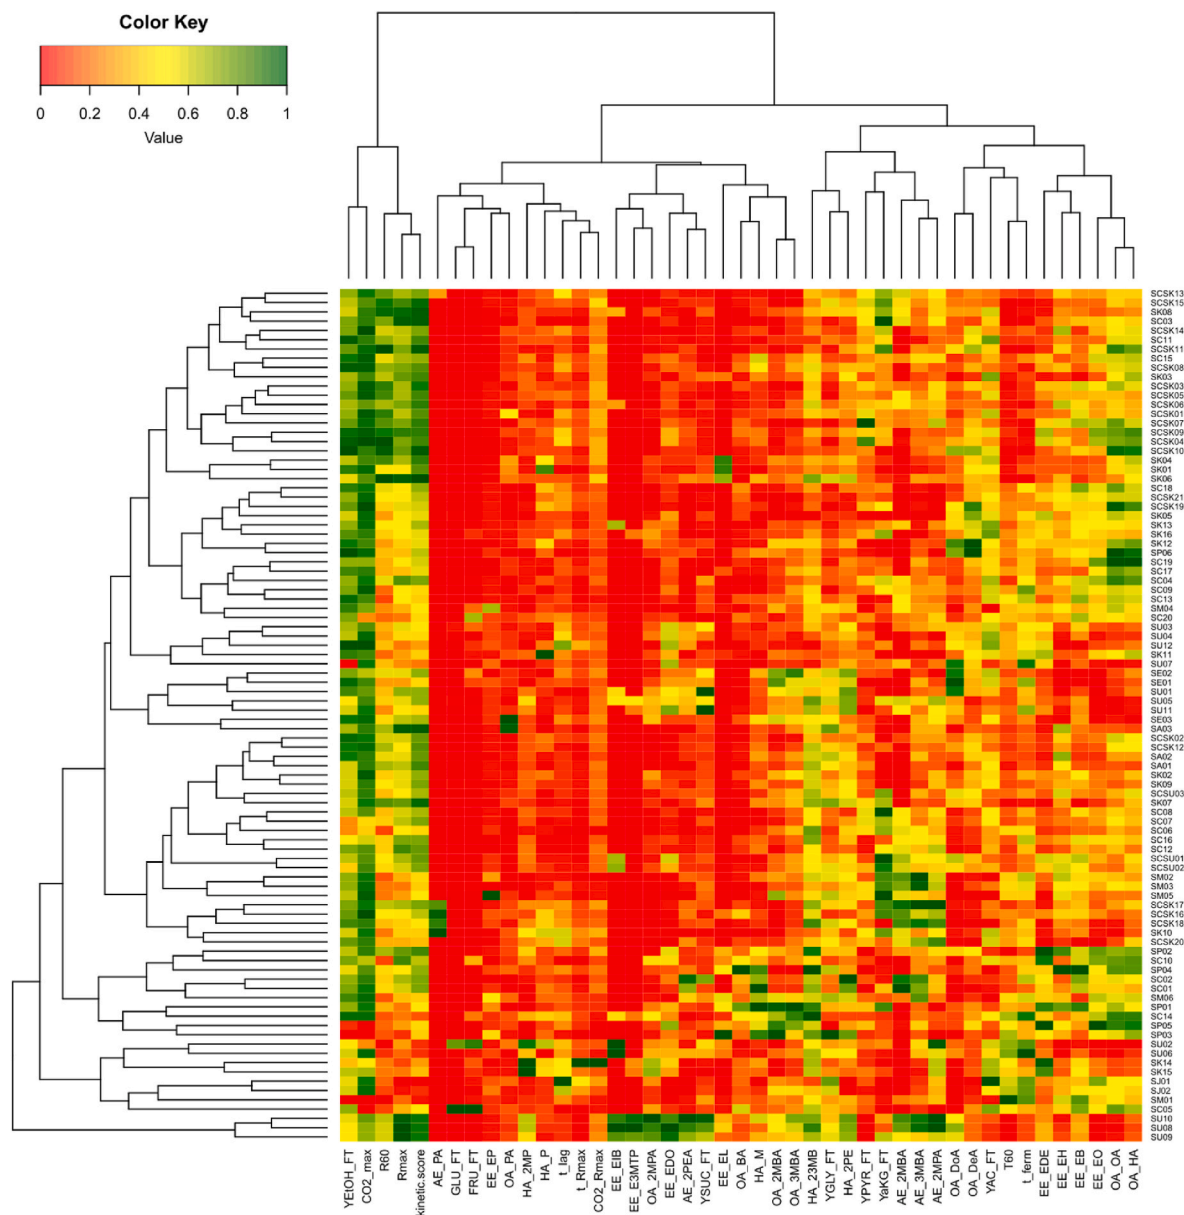 Color Key
0 0.2 0.4 0.6 0.8 1
Value
SCSK13
SCSK15
SK08
SC03
SCSK14
SC11
SCSK11
SC15
SCSK08
SK03
SCSK03
SCSK05
SCSK06
SCSK01
SCSK07
SCSK09
SCSK04
SCSK10
SK04
SK01
SK06
SC18
SCSK21
SCSK19
SK05
SK13
SK16
SK12
SP06
SC19
SC17
SC04
SC09
SC13
SM04
SC20
SU03
SU04
SU12
SK11
SU07
SE02
SE01
SU01
SU05
SU11
SE03
SA03
SCSK02
SCSK12
SA02
SA01
SK02
SK09
SCSU03
SK07
SC08
SC07
SC06
SC16
SC12
SCSU01
SCSU02
SM02
SM03
SM05
SCSK17
SCSK16
SCSK18
SK10
SCSK20
SP02
SC10
SP04
SC02
SC01
SM06
SP01
SC14
SP05
SP03
SU02
SU06
SK14
SK15
SJ01
SJ02
SM01
SC05
SU10
SU08
SU09
YEtOH_FT
CO2_max
R60
Rmax
kinetic.score
AE_PA
GLU_FT
FRU_FT
EE_EP
OA_PA
HA_2MP
HA_P
t_lag
t_Rmax
CO2_Rmax
EE_EIB
EE_E3MTP
OA_2MPA
EE_EDO
AE_2PEA
YSUC_FT
EE_EL
OA_BA
HA_M
OA_2MBA
OA_3MBA
HA_23MB
YGLY_FT
HA_2PE
YPYR_FT
YaKG_FT
AE_2MBA
AE_3MBA
AE_2MPA
OA_DoA
OA_DeA
YAC_FT
T60
t_ferm
EE_EDE
EE_EH
EE_EB
EE_EO
OA_OA
OA_HA